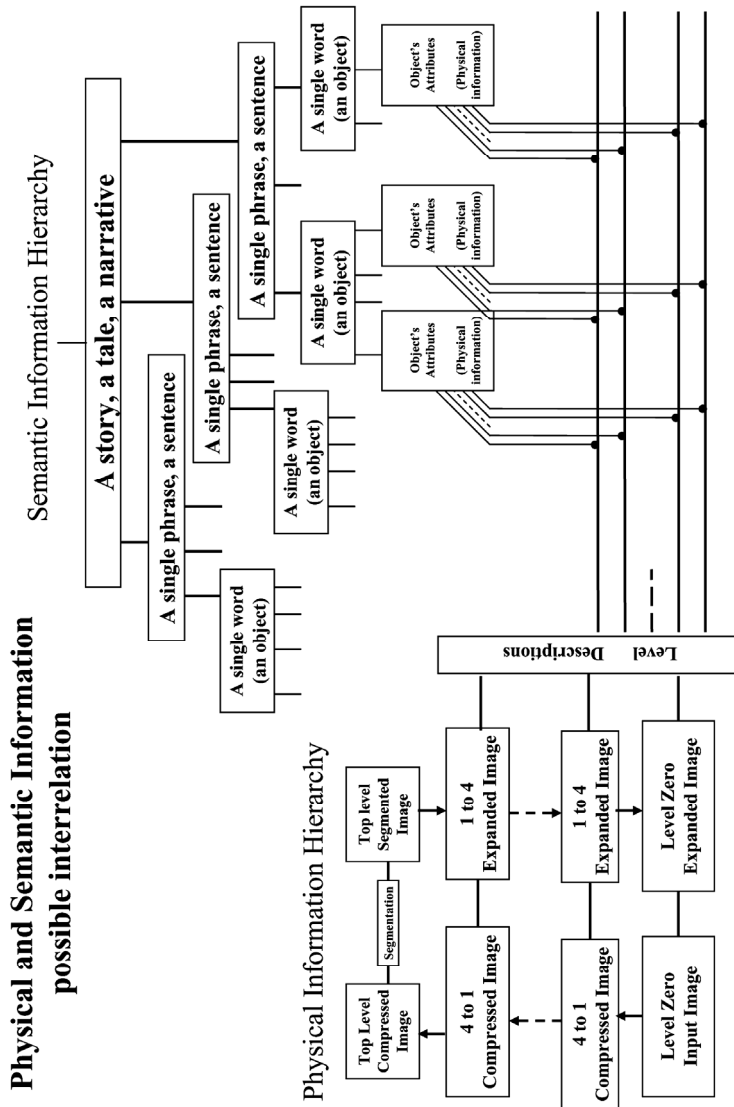 Physical and Semantic Information
possible interrelation
Semantic Information Hierarchy
A story, a tale, a narrative
A single phrase, a sentence
A single phrase, a sentence
A single phrase, a sentence
A single word
(an object)
A single word
(an object)
A single word
(an object)
A single word
(an object)
Object's
Attributes
(Physical
information)
Object's
Attributes
(Physical
information)
Object's
Attributes
(Physical
information)
Physical Information Hierarchy
Top Level
Compressed
Image
Segmentation
Top level
Segmented
Image
4 to 1
Compressed Image
1 to 4
Expanded Image
4 to 1
Compressed Image
1 to 4
Expanded Image
Level Zero
Input Image
Level Zero
Expanded Image
Level Descriptions